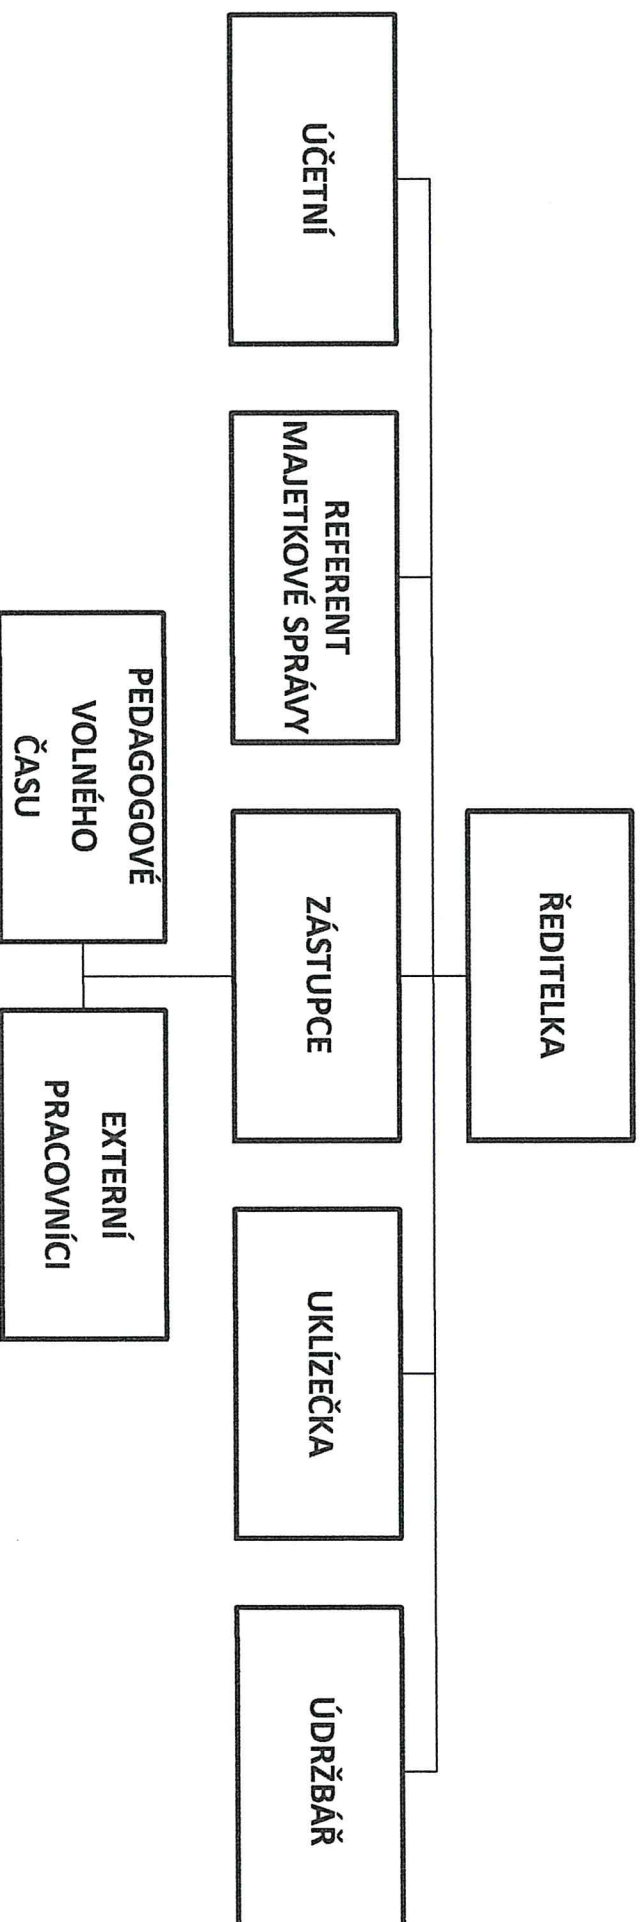 ŘEDITELKA
ÚČETNÍ
REFERENT
MAJETKOVÉ SPRÁVY
ZÁSTUPCE
UKLÍZEČKA
ÚDRŽBÁŘ
PEDAGOGOVÉ
VOLNÉHO
ČASU
EXTERNÍ
PRACOVNÍCI